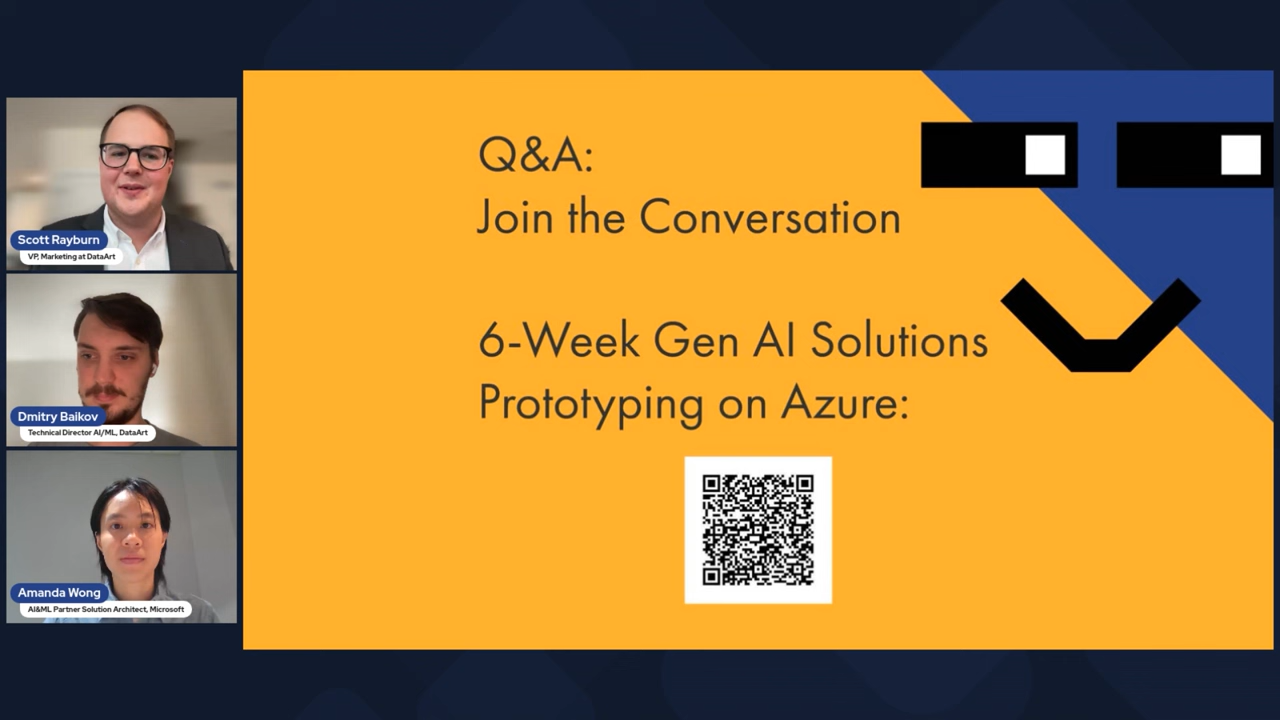 Scott Rayburn
VP, Marketing at DataArt
Dmitry Baikov
Technical Director AI/ML, DataArt
Amanda Wong
AI&ML Partner Solution Architect, Microsoft
Q&A:
Join the Conversation
6-Week Gen AI Solutions
Prototyping on Azure: